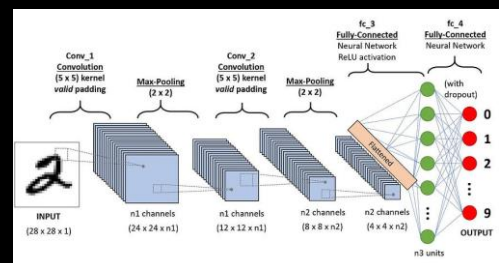 fc_3
Fully-Connected
Neural Network
ReLU activation
fc_4
Fully-Connected
Neural Network
Conv_1
Convolution
(5 x 5) kernel
valid padding
Max-Pooling
(2 x 2)
Conv_2
Convolution
(5 x 5) kernel
valid padding
Max-Pooling
(2 x 2)
(with
dropout)
Flattened
0
1
2
9
INPUT
(28 x 28 x 1)
n1 channels
(24 x 24 x n1)
n1 channels
(12 x 12 x n1)
n2 channels
(8 x 8 x n2)
n2 channels
(4 x 4 x n2)
n3 units
OUTPUT
2